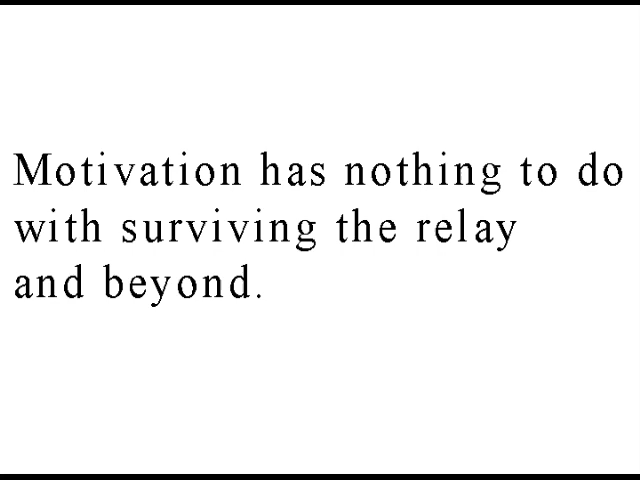 Motivation has nothing to do
with surviving the relay
and beyond.